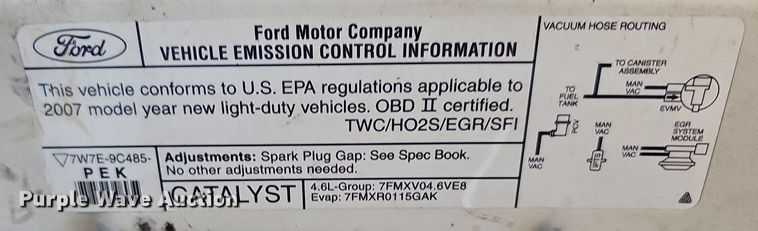 Ford
Ford Motor Company
VEHICLE EMISSION CONTROL INFORMATION
This vehicle conforms to U.S. EPA regulations applicable to
2007 model year new light-duty vehicles. OBD II certified.
TWC/HO2S/EGR/SFI
7W7E-9C485-
PEK
Adjustments: Spark Plug Gap: See Spec Book.
No other adjustments needed.
CATALYST
4.6L-Group: 7FMXV04.6VE8
Evap: 7FMXR0115GAK
VACUUM HOSE ROUTING
TO CANISTER
ASSEMBLY
TO
FUEL
TANK
MAN
VAC
EVMV
PCV
MAN
VAC
MAN
VAC
FPS
MAN
VAC
EGR
SYSTEM
MODULE
Purple Wave Auction